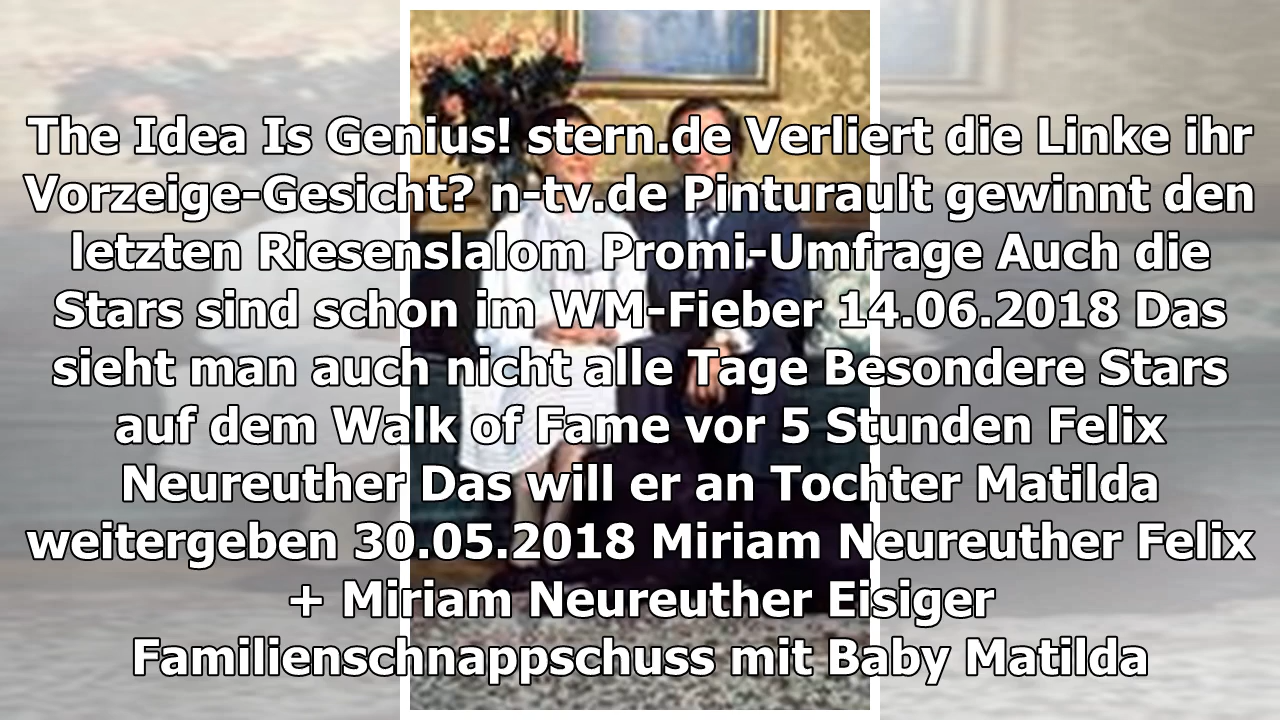 The Idea Is Genius! stern.de Verliert die Linke ihr
Vorzeige-Gesicht? n-tv.de Pinturault gewinnt den
letzten Riesenslalom Promi-Umfrage Auch die
Stars sind schon im WM-Fieber 14.06.2018 Das
sieht man auch nicht alle Tage Besondere Stars
auf dem Walk of Fame vor 5 Stunden Felix
Neureuther Das will er an Tochter Matilda
weitergeben 30.05.2018 Miriam Neureuther Felix
+ Miriam Neureuther Eisiger
Familienschnappschuss mit Baby Matilda